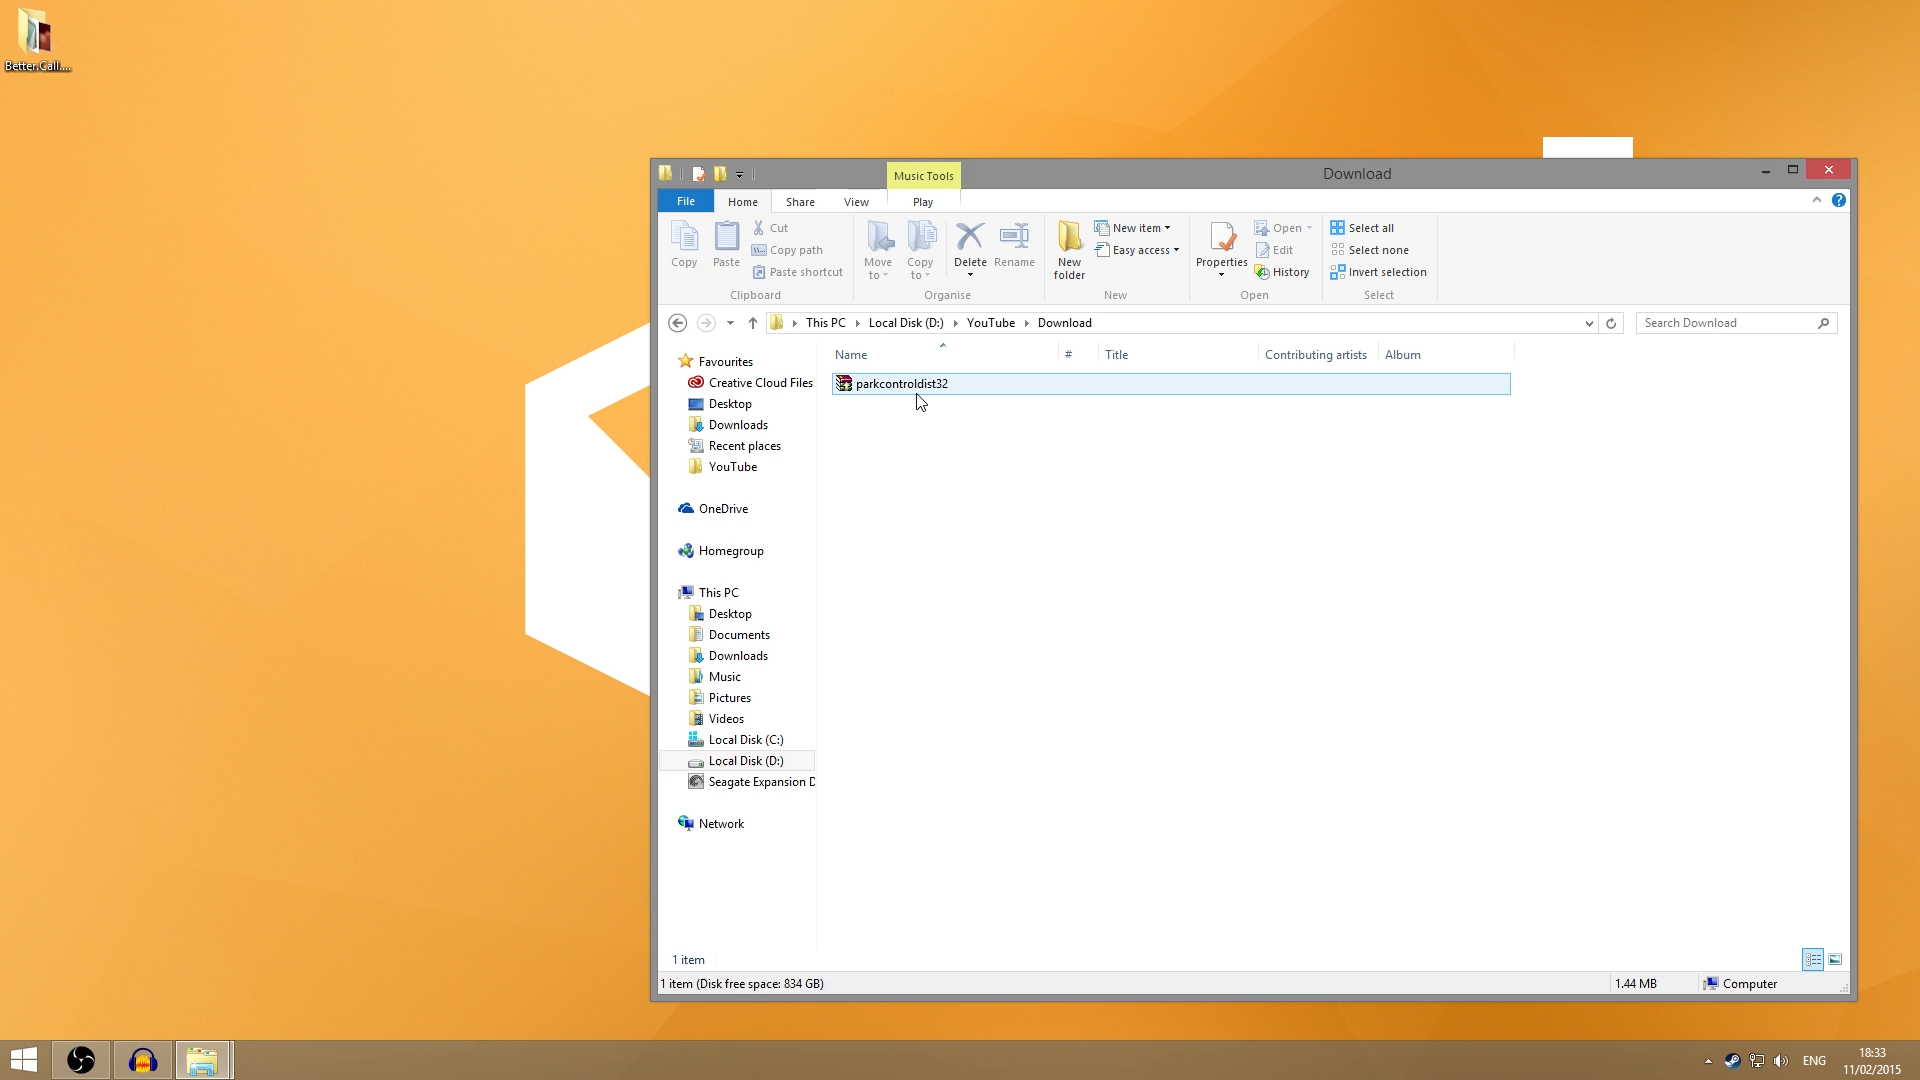 Better.Call....
Music Tools
Download
File
Home
Share
View
Play
Copy
Paste
Cut
Copy path
Paste shortcut
Clipboard
Move to
Copy to
Delete
Rename
Organise
New folder
New item
Easy access
New
Properties
Open
Edit
History
Open
Select all
Select none
Invert selection
Select
This PC
Local Disk (D:)
YouTube
Download
Search Download
Name
#
Title
Contributing artists
Album
parkcontroldist32
Favourites
Creative Cloud Files
Desktop
Downloads
Recent places
YouTube
OneDrive
Homegroup
This PC
Desktop
Documents
Downloads
Music
Pictures
Videos
Local Disk (C:)
Local Disk (D:)
Seagate Expansion D
Network
1 item
1 item (Disk free space: 834 GB)
1.44 MB
Computer
ENG
18:33
11/02/2015